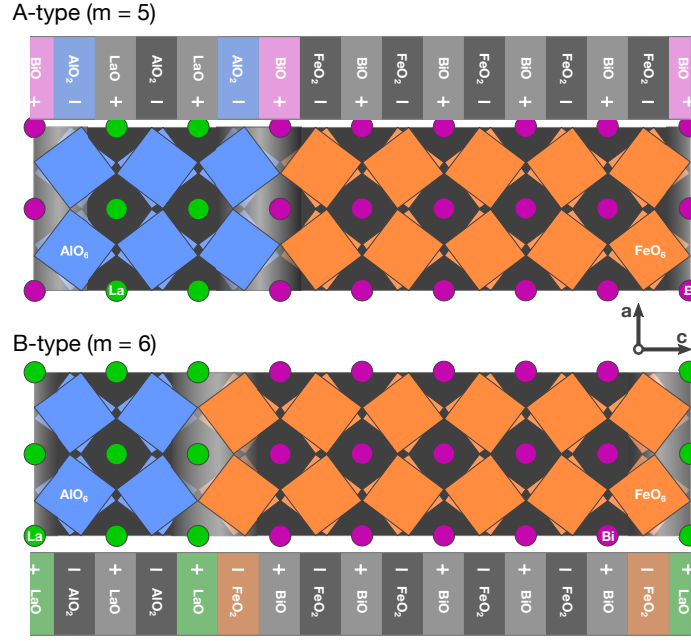 A-type (m = 5)
BiO +
AlO₂ −
LaO +
AlO₂ −
LaO +
AlO₂ −
BiO +
FeO₂ −
BiO +
FeO₂ −
BiO +
FeO₂ −
BiO +
FeO₂ −
BiO +
FeO₂ −
BiO +
AlO₆
FeO₆
La
a
c
B-type (m = 6)
AlO₆
FeO₆
La
Bi
+ LaO
− AlO₂
+ LaO
− AlO₂
+ LaO
− FeO₂
+ BiO
− FeO₂
+ BiO
− FeO₂
+ BiO
− FeO₂
+ BiO
− FeO₂
+ BiO
− FeO₂
+ LaO